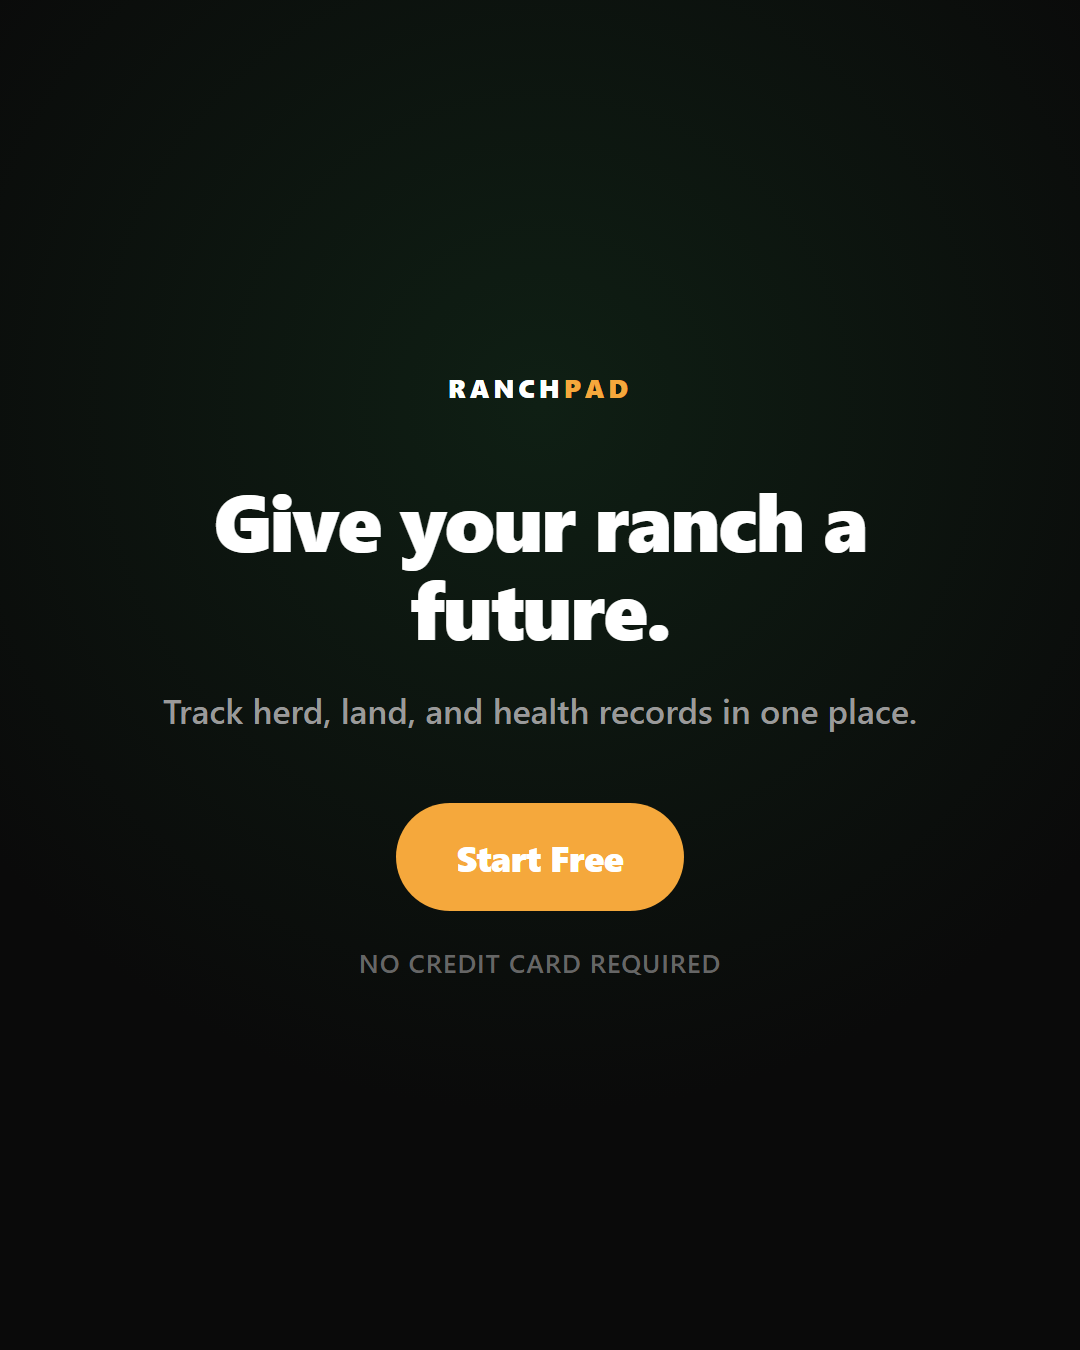 RANCHPAD
Give your ranch a
future.
Track herd, land, and health records in one place.
Start Free
NO CREDIT CARD REQUIRED